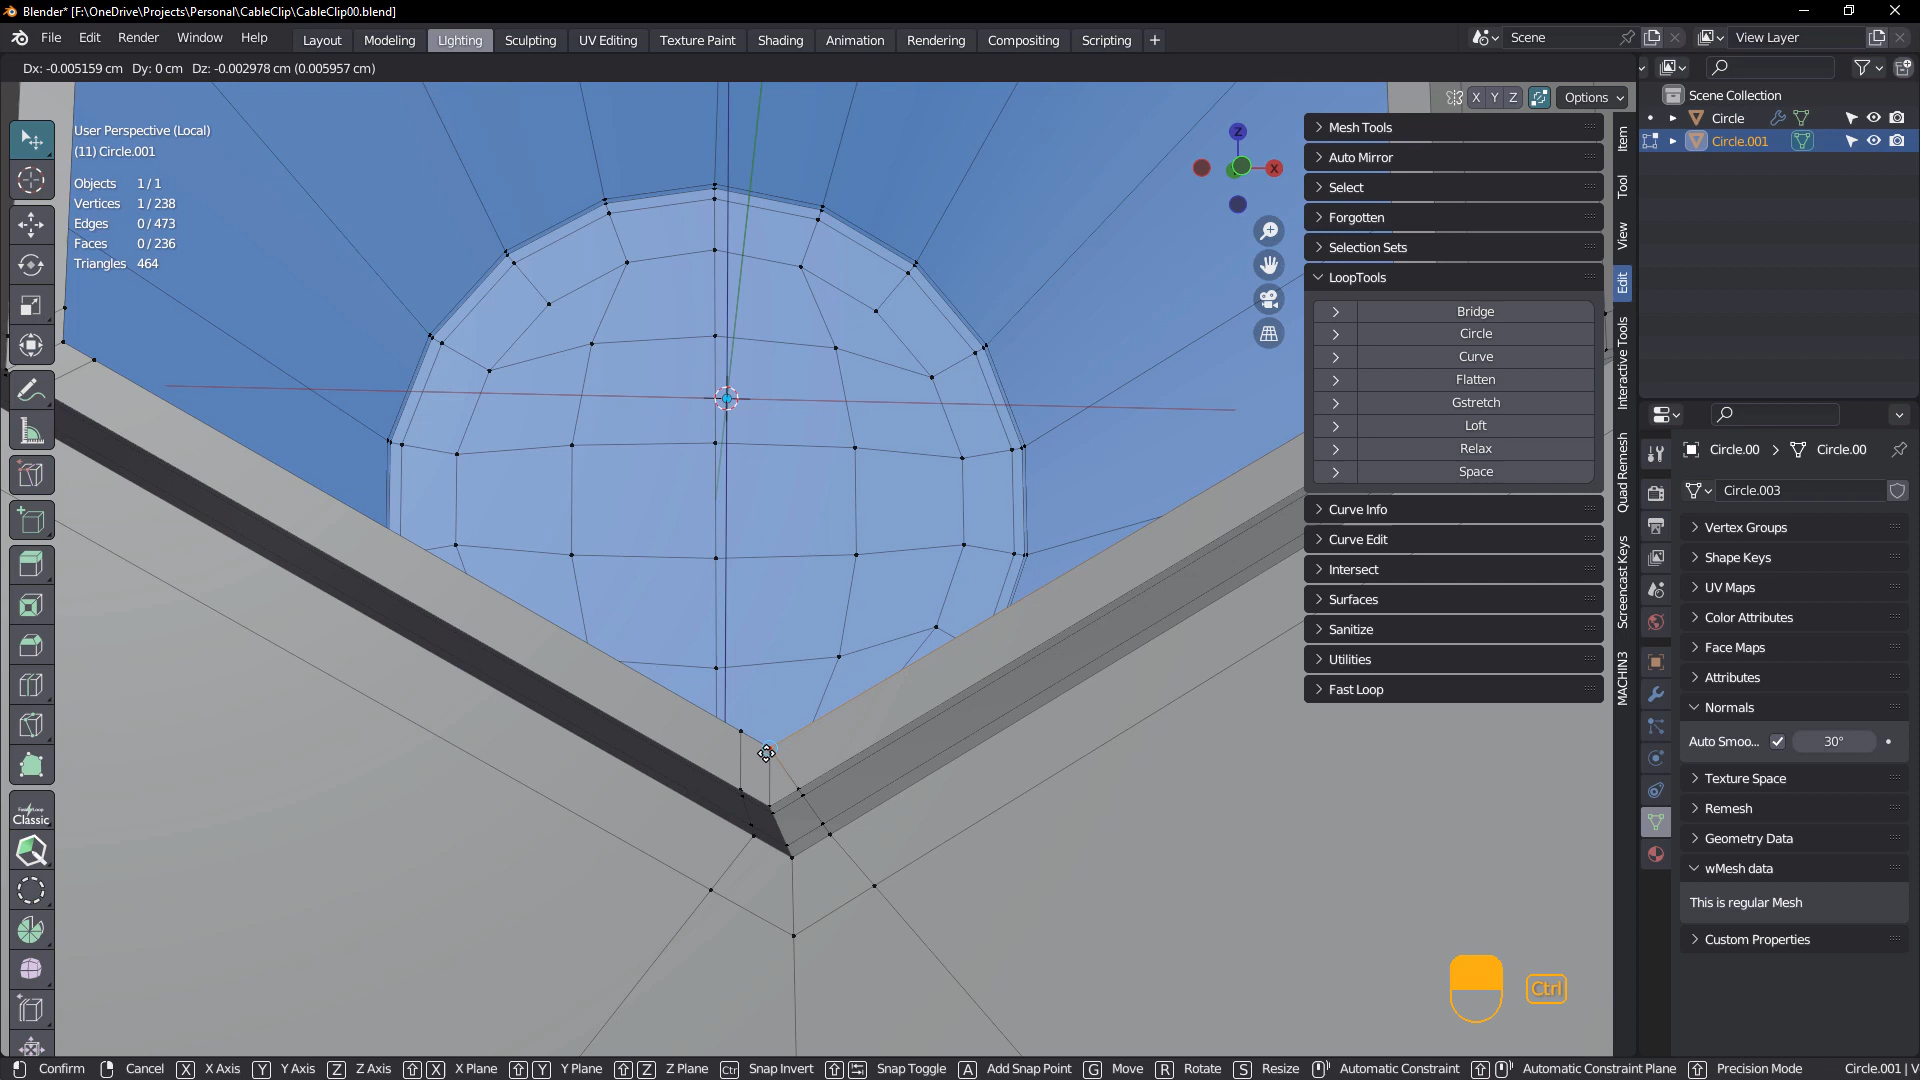 Blender* [F:\OneDrive\Projects\Personal\CableClip\CableClip00.blend]
File Edit Render Window Help Layout Modeling Lighting Sculpting UV Editing Texture Paint Shading Animation Rendering Compositing Scripting + Scene View Layer
Dx: -0.005159 cm Dy: 0 cm Dz: -0.002978 cm (0.005957 cm)
X Y Z Options
User Perspective (Local)
(11) Circle.001
Objects 1 / 1
Vertices 1 / 238
Edges 0 / 473
Faces 0 / 236
Triangles 464
Z
X
Classic
Mesh Tools
Auto Mirror
Select
Forgotten
Selection Sets
LoopTools
Bridge
Circle
Curve
Flatten
Gstretch
Loft
Relax
Space
Curve Info
Curve Edit
Intersect
Surfaces
Sanitize
Utilities
Fast Loop
Item
Tool
View
Edit
Interactive Tools
Quad Remesh
Screencast Keys
MACHIN3
Scene Collection
Circle
Circle.001
Circle.00 Circle.00
Circle.003
Vertex Groups
Shape Keys
UV Maps
Color Attributes
Face Maps
Attributes
Normals
Auto Smoo... 30°
Texture Space
Remesh
Geometry Data
wMesh data
This is regular Mesh
Custom Properties
Ctrl
Confirm Cancel X X Axis Y Y Axis Z Z Axis X X Plane Y Y Plane Z Z Plane Ctrl Snap Invert Snap Toggle A Add Snap Point G Move R Rotate S Resize Automatic Constraint Automatic Constraint Plane Precision Mode Circle.001 | V